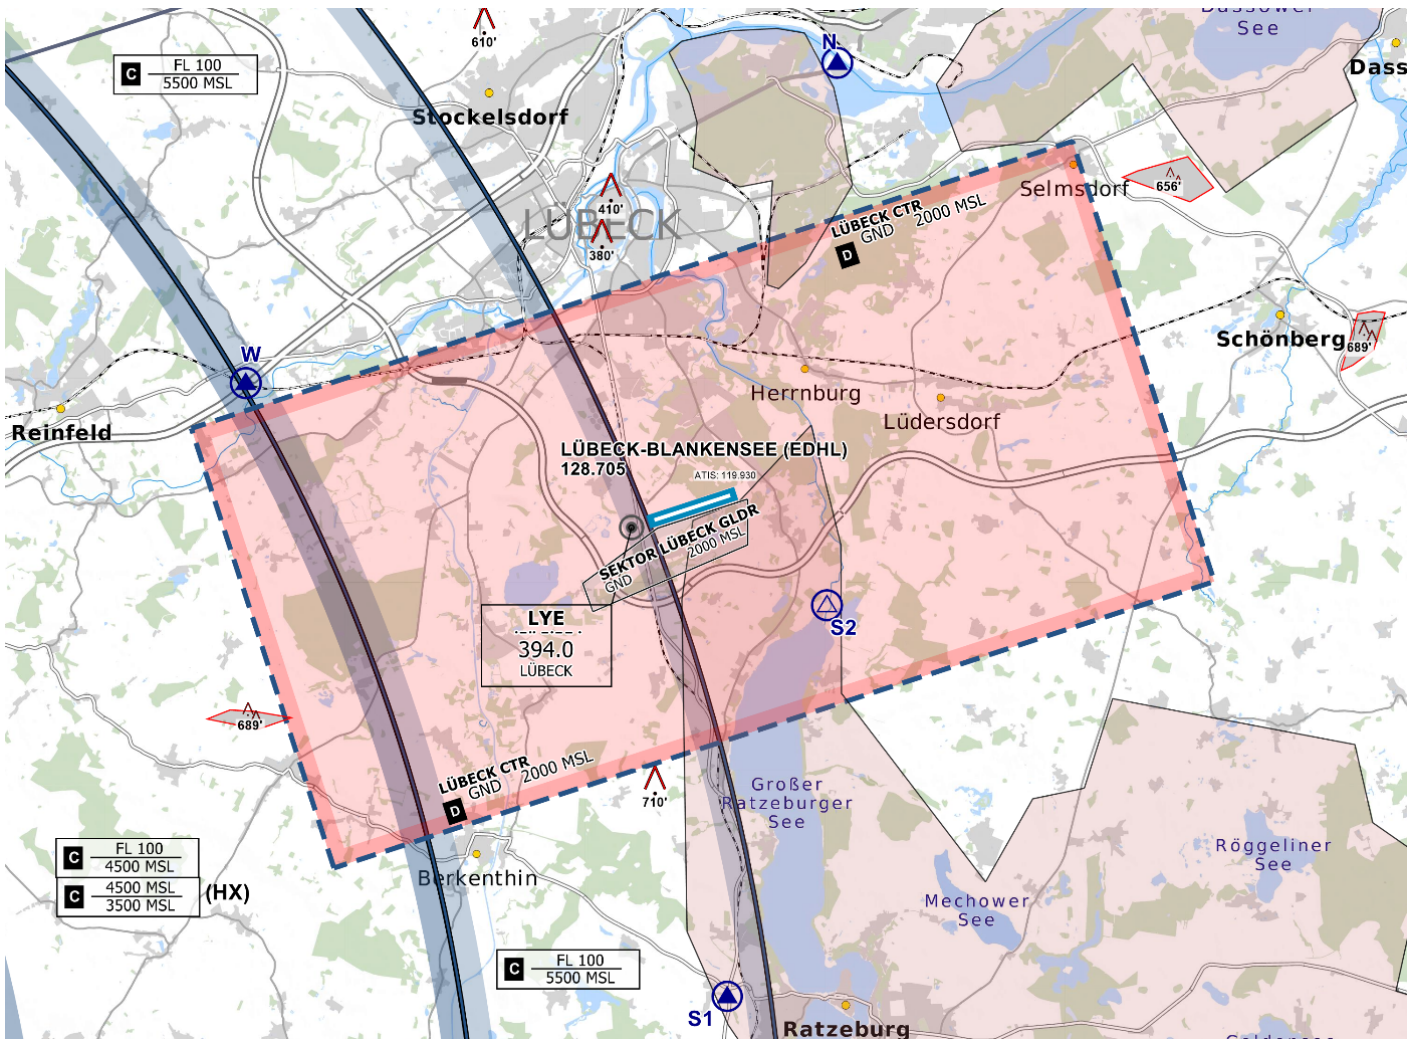 Dassower
See
610'
N
FL 100
C
5500 MSL
Dass
Stockelsdorf
Selmsdorf
656'
410'
LÜBECK
380'
LÜBECK CTR
GND 2000 MSL
D
Schönberg
689'
W
Reinfeld
Herrnburg
Lüdersdorf
LÜBECK-BLANKENSEE (EDHL)
128.705
ATIS: 119.930
SEKTOR LÜBECK GLDR
GND 2000 MSL
S2
LYE
394.0
LÜBECK
689'
LÜBECK CTR
GND 2000 MSL
D
710'
Großer
Ratzeburger
See
FL 100
C
4500 MSL
4500 MSL
C
3500 MSL
(HX)
Berkenthin
Röggeliner
See
Mechower
See
FL 100
C
5500 MSL
S1
Ratzeburg